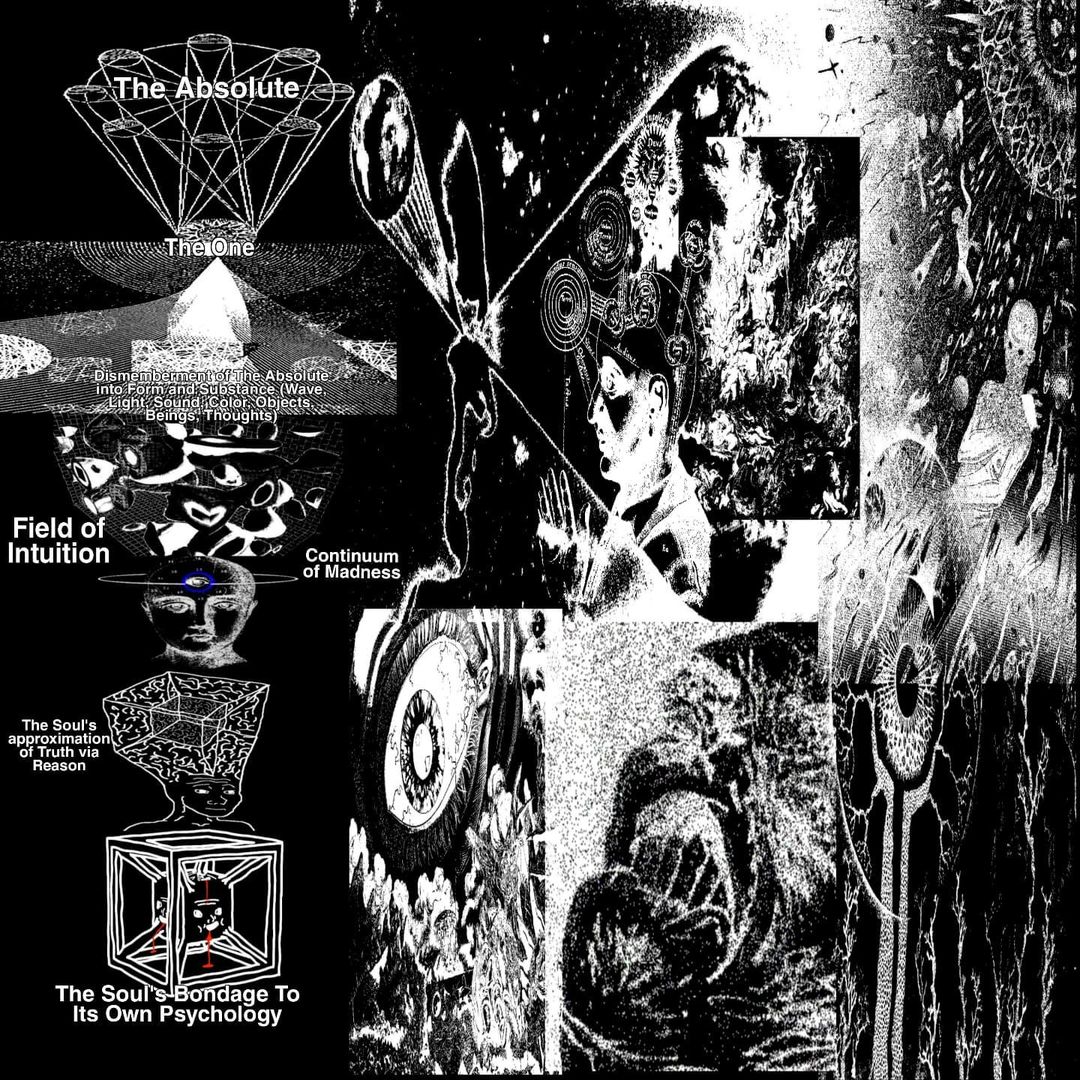 The Absolute
The One
Dismemberment of The Absolute
into Form and Substance (Wave,
Light, Sound, Color, Objects,
Beings, Thoughts)
Field of
Intuition
Continuum
of Madness
The Soul's
approximation
of Truth via
Reason
The Soul's Bondage To
Its Own Psychology